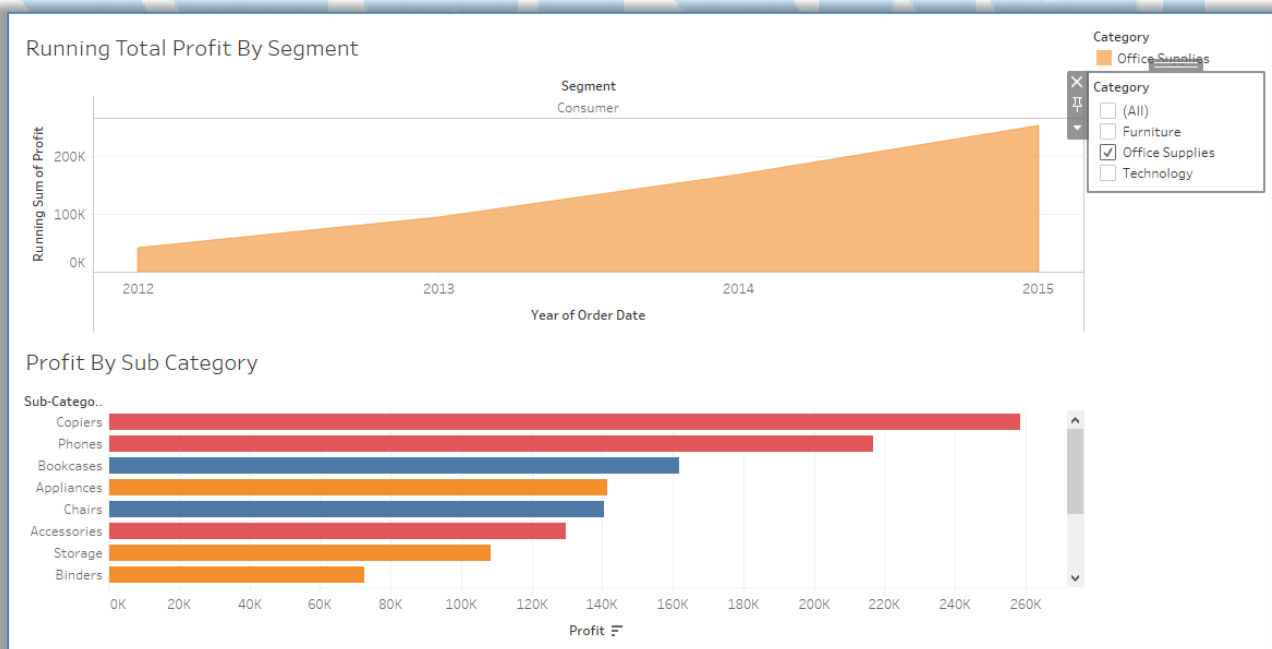 Running Total Profit By Segment
Category
Office Supplies
Segment
Consumer
Category
(All)
Furniture
Office Supplies
Technology
Running Sum of Profit
200K
100K
0K
2012 2013 2014 2015
Year of Order Date
Profit By Sub Category
Sub-Catego..
Copiers
Phones
Bookcases
Appliances
Chairs
Accessories
Storage
Binders
0K 20K 40K 60K 80K 100K 120K 140K 160K 180K 200K 220K 240K 260K
Profit